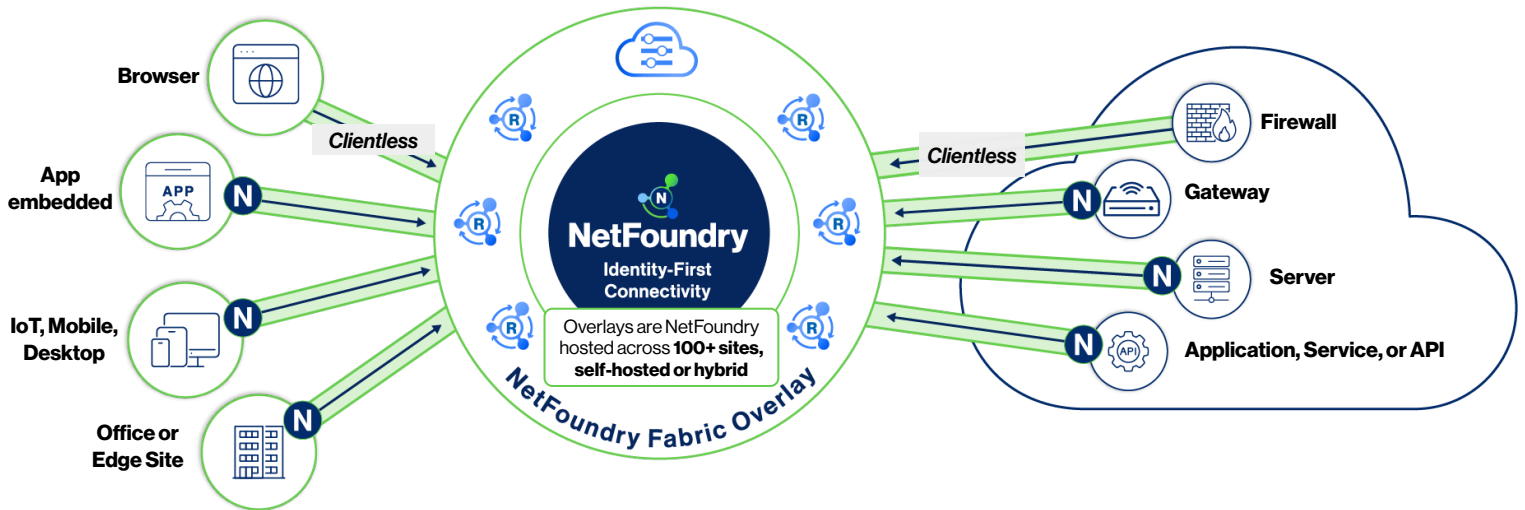 Browser
Clientless
App
embedded
APP
N
IoT, Mobile,
Desktop
N
Office or
Edge Site
N
R
R
R
R
R
R
N
NetFoundry
Identity-First
Connectivity
Overlays are NetFoundry
hosted across 100+ sites,
self-hosted or hybrid
NetFoundry Fabric Overlay
Clientless
Firewall
N
Gateway
N
Server
N
API
Application, Service, or API